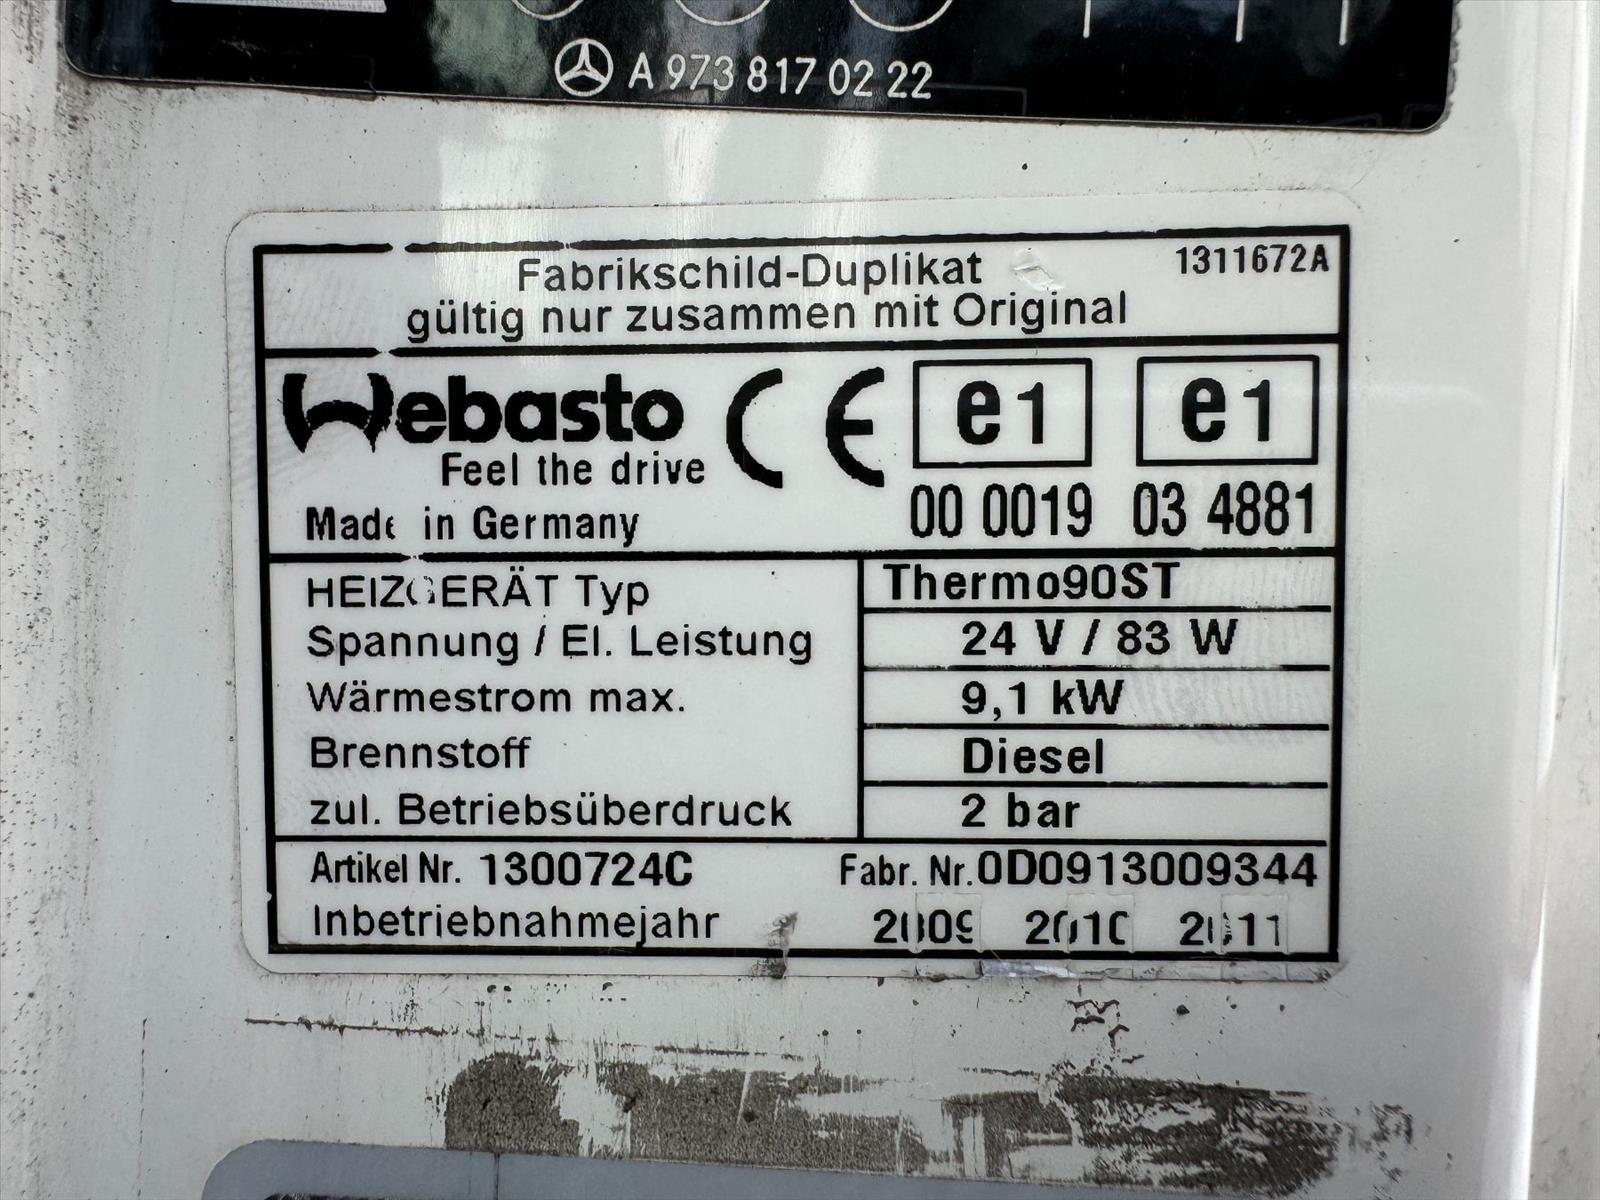 A 973 817 02 22
Fabrikschild-Duplikat 1311672A
gültig nur zusammen mit Original
Webasto CE e1 e1
Feel the drive
Made in Germany 00 0019 03 4881
HEIZGERÄT Typ Thermo90ST
Spannung / El. Leistung 24 V / 83 W
Wärmestrom max. 9,1 kW
Brennstoff Diesel
zul. Betriebsüberdruck 2 bar
Artikel Nr. 1300724C Fabr. Nr. 0D0913009344
Inbetriebnahmejahr 2009 2010 2011